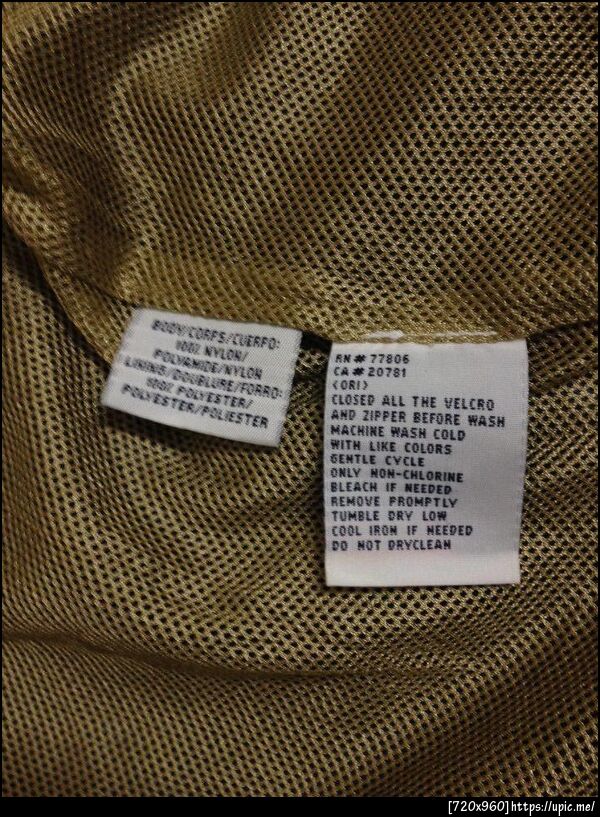 BODY/CORPS/CUERPO:
100% NYLON/
POLYAMIDE/NYLON
LINING/DOUBLURE/FORRO:
100% POLYESTER/
POLYESTER/POLIESTER
RN# 77806
CA# 20781
(ORI)
CLOSED ALL THE VELCRO
AND ZIPPER BEFORE WASH
MACHINE WASH COLD
WITH LIKE COLORS
GENTLE CYCLE
ONLY NON-CHLORINE
BLEACH IF NEEDED
REMOVE PROMPTLY
TUMBLE DRY LOW
COOL IRON IF NEEDED
DO NOT DRYCLEAN
[720x960]https://upic.me/